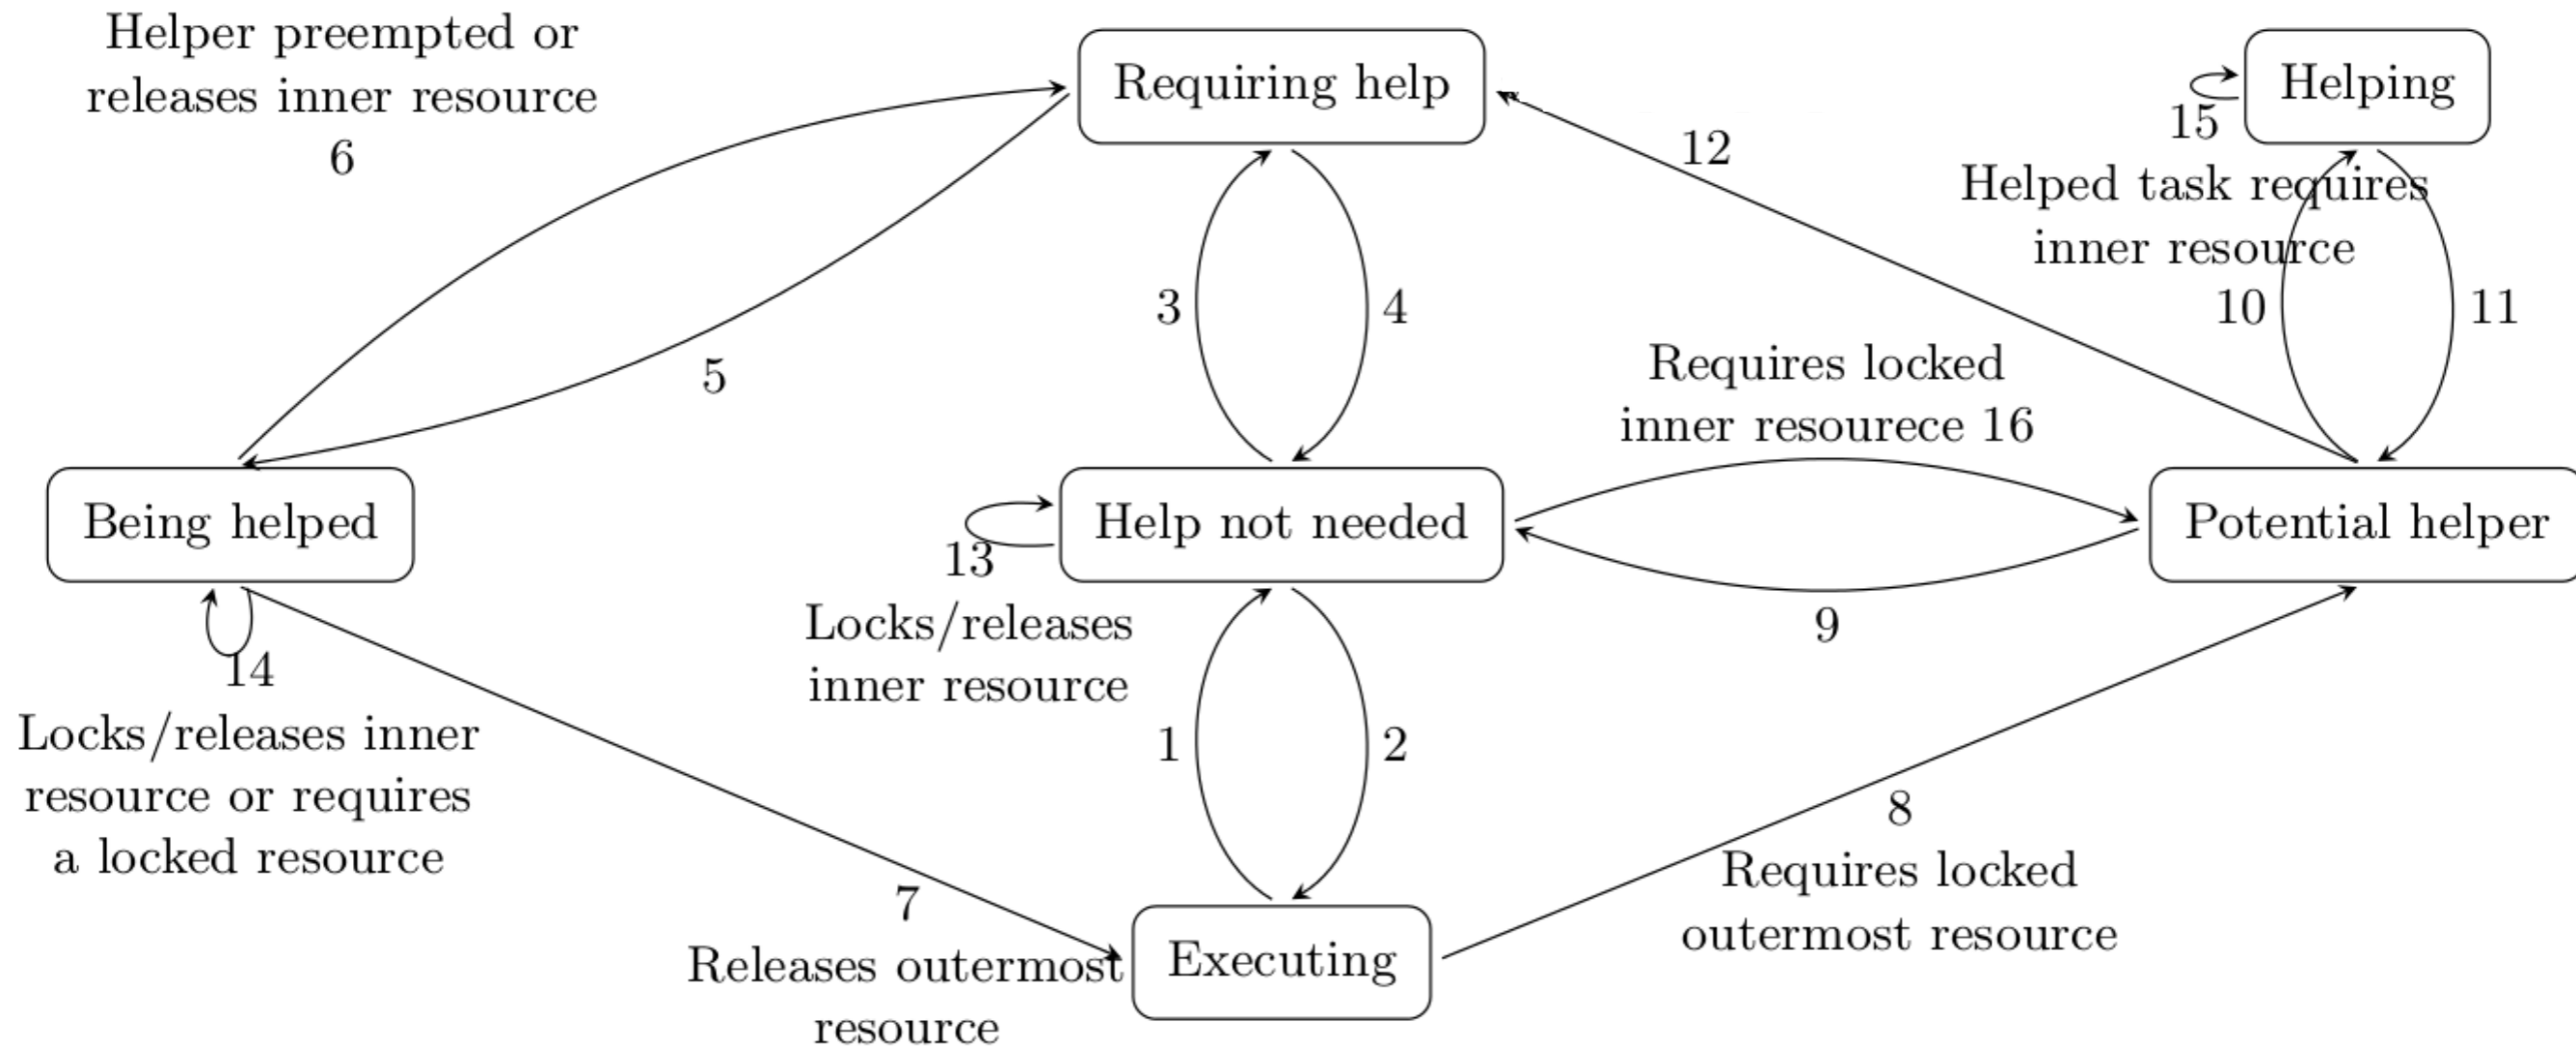 Helper preempted or
releases inner resource
6
Requiring help
Helping
15
12
Helped task requires
inner resource
10
11
3
4
5
Requires locked
inner resourece 16
Being helped
Help not needed
Potential helper
13
Locks/releases
inner resource
9
14
Locks/releases inner
resource or requires
a locked resource
1
2
8
Requires locked
outermost resource
7
Releases outermost
resource
Executing